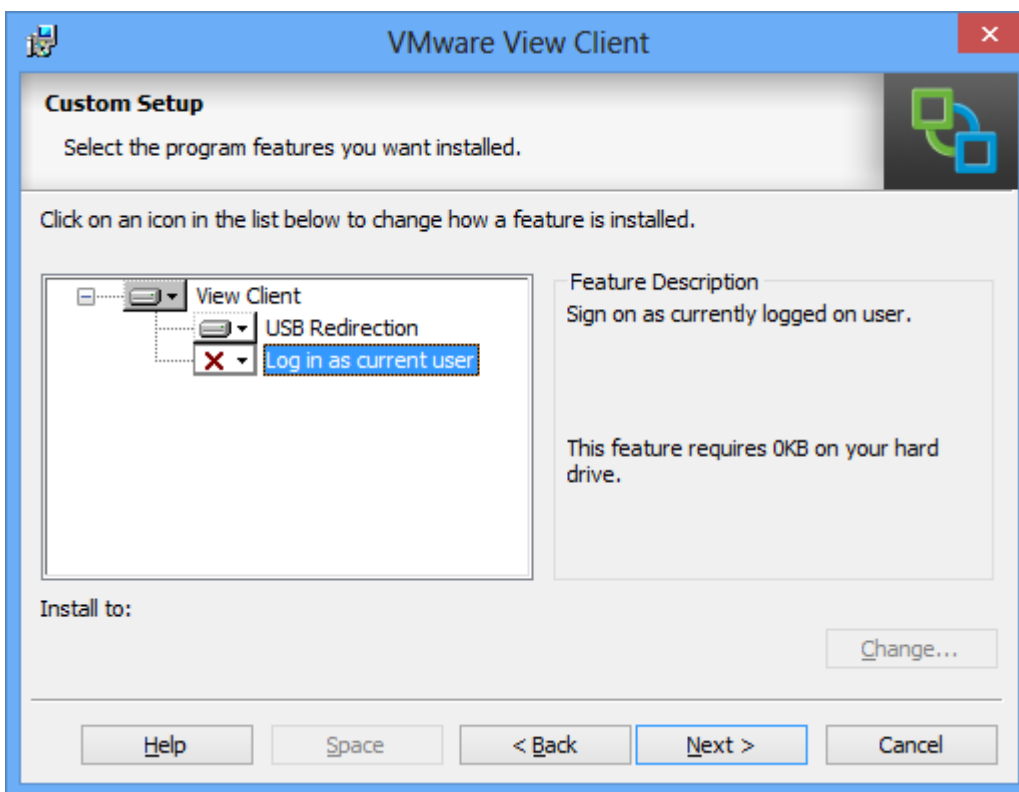 VMware View Client
Custom Setup
Select the program features you want installed.
Click on an icon in the list below to change how a feature is installed.
View Client
USB Redirection
Log in as current user
Feature Description
Sign on as currently logged on user.
This feature requires 0KB on your hard
drive.
Install to:
Change...
Help
Space
< Back
Next >
Cancel